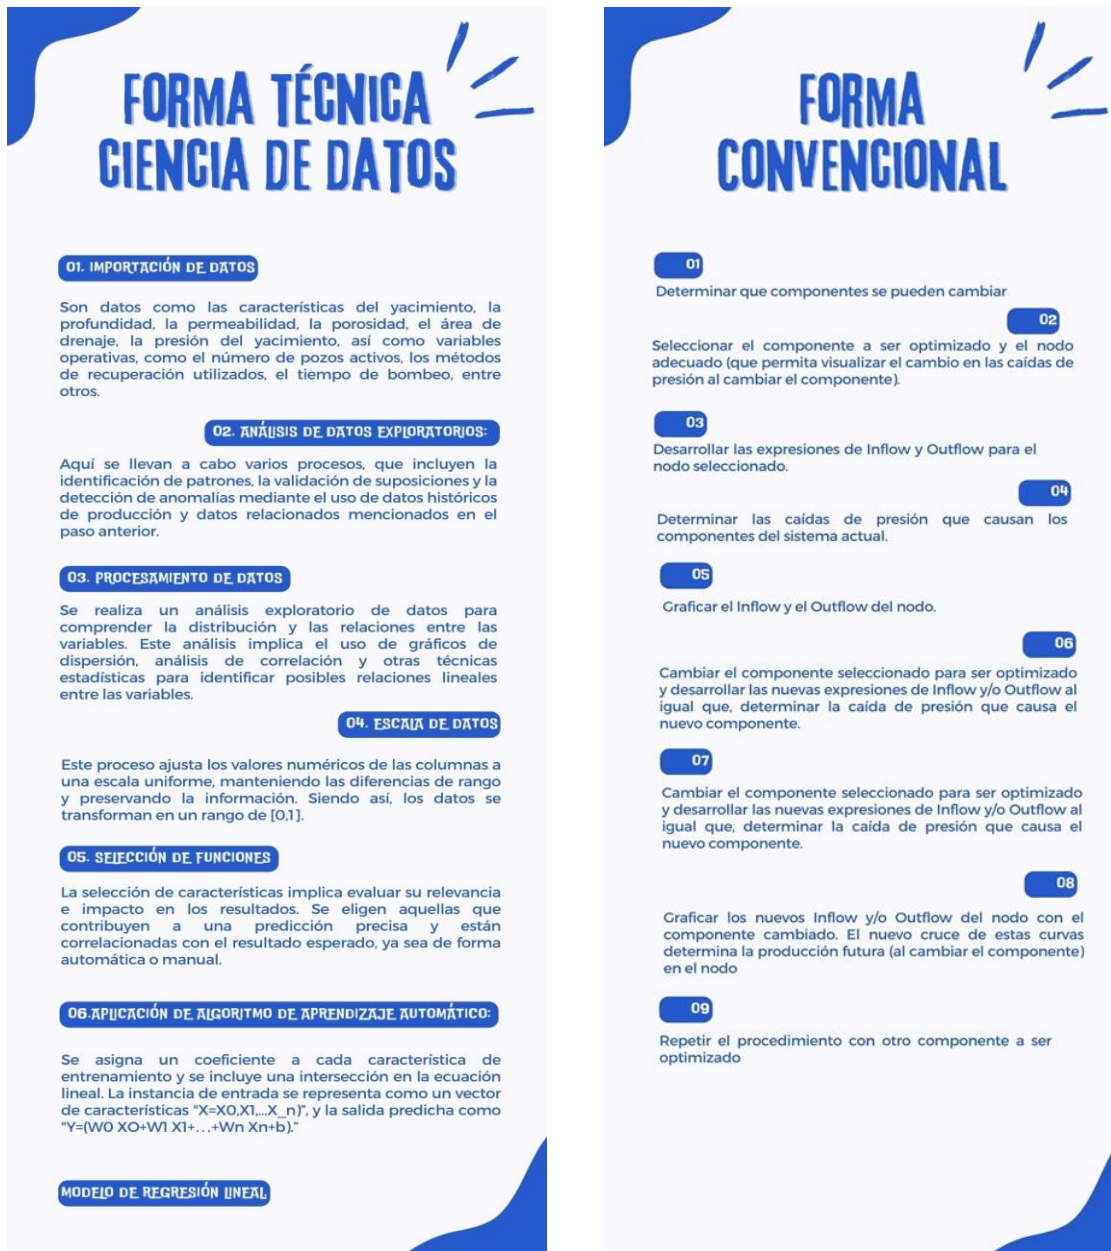 FORMA TÉCNICA
CIENCIA DE DATOS
01. IMPORTACIÓN DE DATOS
Son datos como las características del yacimiento, la
profundidad, la permeabilidad, la porosidad, el área de
drenaje, la presión del yacimiento, así como variables
operativas, como el número de pozos activos, los métodos
de recuperación utilizados, el tiempo de bombeo, entre
otros.
02. ANÁLISIS DE DATOS EXPLORATORIOS:
Aquí se llevan a cabo varios procesos, que incluyen la
identificación de patrones, la validación de suposiciones y la
detección de anomalías mediante el uso de datos históricos
de producción y datos relacionados mencionados en el
paso anterior.
03. PROCESAMIENTO DE DATOS
Se realiza un análisis exploratorio de datos para
comprender la distribución y las relaciones entre las
variables. Este análisis implica el uso de gráficos de
dispersión, análisis de correlación y otras técnicas
estadísticas para identificar posibles relaciones lineales
entre las variables.
04. ESCALA DE DATOS
Este proceso ajusta los valores numéricos de las columnas a
una escala uniforme, manteniendo las diferencias de rango
y preservando la información. Siendo así, los datos se
transforman en un rango de [0,1].
05. SELECCIÓN DE FUNCIONES
La selección de características implica evaluar su relevancia
e impacto en los resultados. Se eligen aquellas que
contribuyen a una predicción precisa y están
correlacionadas con el resultado esperado, ya sea de forma
automática o manual.
06.APLICACIÓN DE ALGORITMO DE APRENDIZAJE AUTOMÁTICO:
Se asigna un coeficiente a cada característica de
entrenamiento y se incluye una intersección en la ecuación
lineal. La instancia de entrada se representa como un vector
de características "X=X0,X1,...X_n)", y la salida predicha como
"Y=(W0 XO+W1 X1+...+Wn Xn+b)."
MODELO DE REGRESIÓN LINEAL
FORMA
CONVENCIONAL
01
Determinar que componentes se pueden cambiar
02
Seleccionar el componente a ser optimizado y el nodo
adecuado (que permita visualizar el cambio en las caídas de
presión al cambiar el componente).
03
Desarrollar las expresiones de Inflow y Outflow para el
nodo seleccionado.
04
Determinar las caídas de presión que causan los
componentes del sistema actual.
05
Graficar el Inflow y el Outflow del nodo.
06
Cambiar el componente seleccionado para ser optimizado
y desarrollar las nuevas expresiones de Inflow y/o Outflow al
igual que, determinar la caída de presión que causa el
nuevo componente.
07
Cambiar el componente seleccionado para ser optimizado
y desarrollar las nuevas expresiones de Inflow y/o Outflow al
igual que, determinar la caída de presión que causa el
nuevo componente.
08
Graficar los nuevos Inflow y/o Outflow del nodo con el
componente cambiado. El nuevo cruce de estas curvas
determina la producción futura (al cambiar el componente)
en el nodo
09
Repetir el procedimiento con otro componente a ser
optimizado